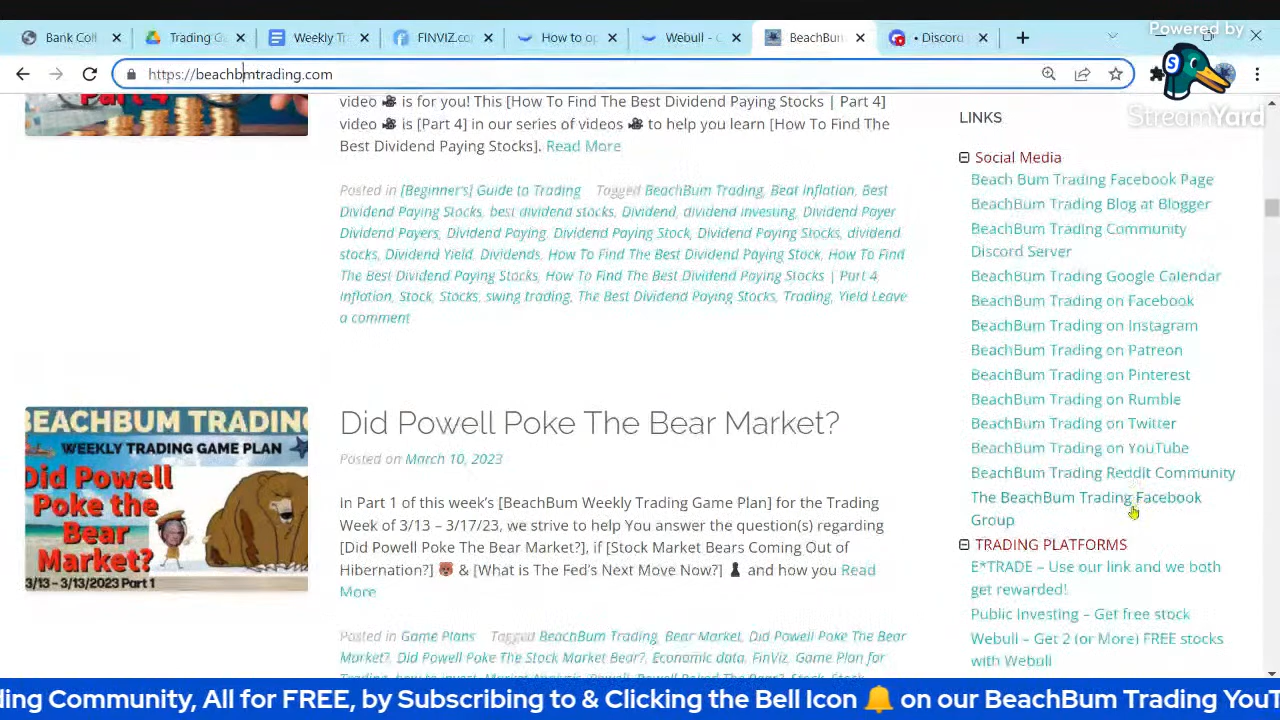 Powered by
Bank Coll
Trading G
Weekly Tr
FINVIZ.co
How to op
Webull - C
BeachBum
• Discord
https://beachbmtrading.com
StreamYard
Part 4
video 🎥 is for you! This [How To Find The Best Dividend Paying Stocks | Part 4]
video 🎥 is [Part 4] in our series of videos 🎥 to help you learn [How To Find The
Best Dividend Paying Stocks]. Read More
Posted in [Beginner's] Guide to Trading Tagged BeachBum Trading, Beat Inflation, Best
Dividend Paying Stocks, best dividend stocks, Dividend, dividend investing, Dividend Payer
Dividend Payers, Dividend Paying, Dividend Paying Stock, Dividend Paying Stocks, dividend
stocks, Dividend Yield, Dividends, How To Find The Best Dividend Paying Stock, How To Find
The Best Dividend Paying Stocks, How To Find The Best Dividend Paying Stocks | Part 4
Inflation, Stock, Stocks, swing trading, The Best Dividend Paying Stocks, Trading, Yield Leave
a comment
BEACHBUM TRADING
WEEKLY TRADING GAME PLAN
Did Powell
Poke the
Bear
Market?
3/13 - 3/13/2023 Part 1
Did Powell Poke The Bear Market?
Posted on March 10, 2023
In Part 1 of this week's [BeachBum Weekly Trading Game Plan] for the Trading
Week of 3/13 – 3/17/23, we strive to help You answer the question(s) regarding
[Did Powell Poke The Bear Market?], if [Stock Market Bears Coming Out of
Hibernation?] 🐻 & [What is The Fed's Next Move Now?] ♟ and how you Read
More
Posted in Game Plans Tagged BeachBum Trading, Bear Market, Did Powell Poke The Bear
Market?, Did Powell Poke The Stock Market Bear?, Economic data, FinViz, Game Plan for
LINKS
Social Media
Beach Bum Trading Facebook Page
Beach Bum Trading Blog at Blogger
BeachBum Trading Community
Discord Server
BeachBum Trading Google Calendar
BeachBum Trading on Facebook
BeachBum Trading on Instagram
BeachBum Trading on Patreon
BeachBum Trading on Pinterest
BeachBum Trading on Rumble
BeachBum Trading on Twitter
BeachBum Trading on YouTube
BeachBum Trading Reddit Community
The BeachBum Trading Facebook
Group
TRADING PLATFORMS
E*TRADE – Use our link and we both
get rewarded!
Public Investing – Get free stock
Webull – Get 2 (or More) FREE stocks
with Webull
ding Community, All for FREE, by Subscribing to & Clicking the Bell Icon 🔔 on our BeachBum Trading YouT